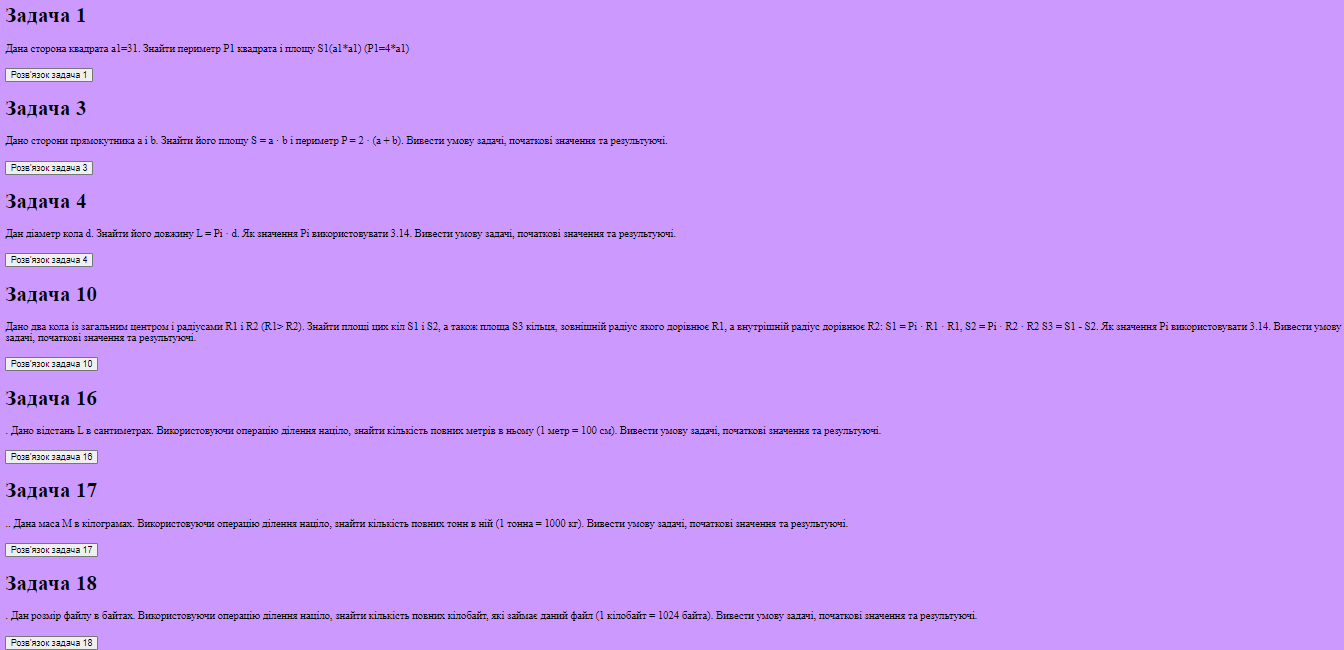 Задача 1
Дана сторона квадрата a1=31. Знайти периметр P1 квадрата і площу S1(a1*a1) (P1=4*a1)
Розв'язок задача 1
Задача 3
Дано сторони прямокутника a і b. Знайти його площу S = a · b і периметр P = 2 · (a + b). Вивести умову задачі, початкові значення та результуючі.
Розв'язок задача 3
Задача 4
Дан діаметр кола d. Знайти його довжину L = Pi · d. Як значення Pi використовувати 3.14. Вивести умову задачі, початкові значення та результуючі.
Розв'язок задача 4
Задача 10
Дано два кола із загальним центром і радіусами R1 і R2 (R1> R2). Знайти площі цих кіл S1 і S2, а також площа S3 кільця, зовнішній радіус якого дорівнює R1, а внутрішній радіус дорівнює R2: S1 = Pi · R1 · R1, S2 = Pi · R2 · R2 S3 = S1 - S2. Як значення Pi використовувати 3.14. Вивести умову
задачі, початкові значення та результуючі.
Розв'язок задача 10
Задача 16
. Дано відстань L в сантиметрах. Використовуючи операцію ділення націло, знайти кількість повних метрів в ньому (1 метр = 100 см). Вивести умову задачі, початкові значення та результуючі.
Розв'язок задача 16
Задача 17
.. Дана маса M в кілограмах. Використовуючи операцію ділення націло, знайти кількість повних тонн в ній (1 тонна = 1000 кг). Вивести умову задачі, початкові значення та результуючі.
Розв'язок задача 17
Задача 18
. Дан розмір файлу в байтах. Використовуючи операцію ділення націло, знайти кількість повних кілобайт, які займає даний файл (1 кілобайт = 1024 байта). Вивести умову задачі, початкові значення та результуючі.
Розв'язок задача 18